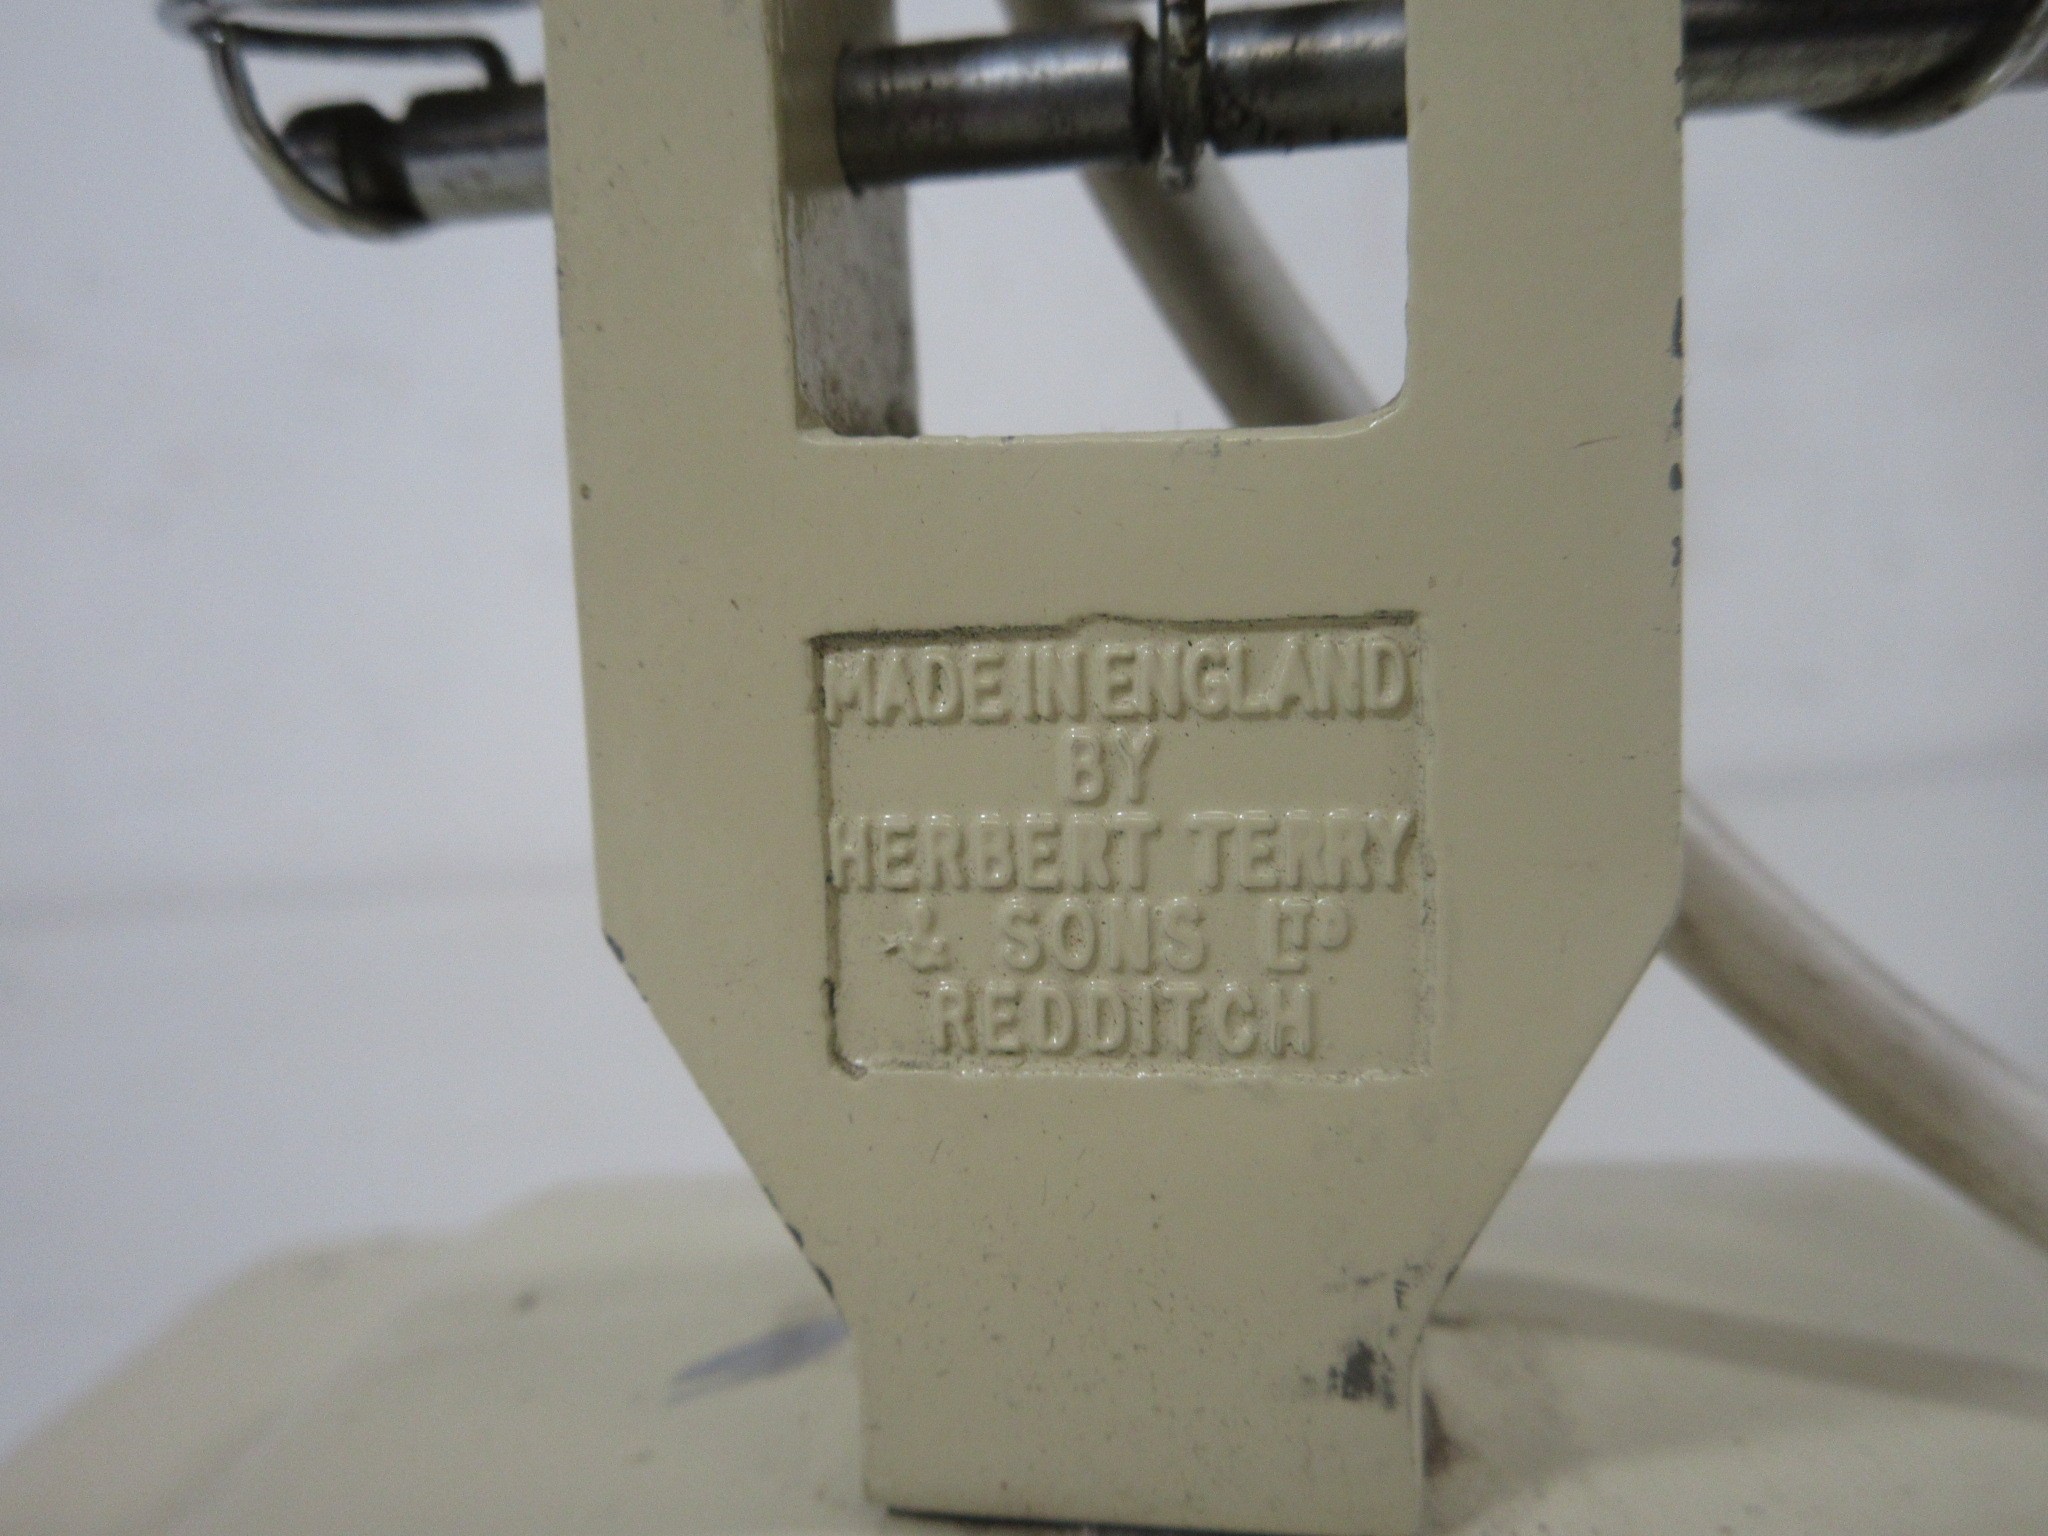 MADE IN ENGLAND
BY
HERBERT TERRY
& SONS LTD
REDDITCH